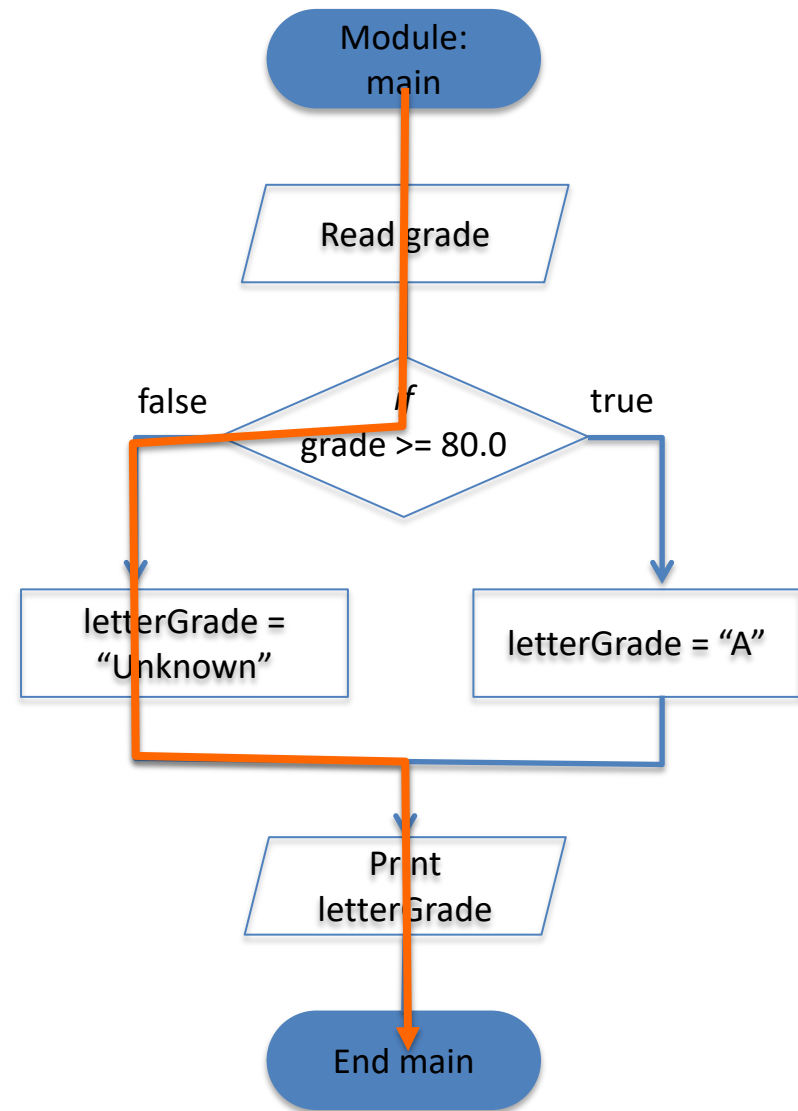 Module:
main
Read grade
if
false
true
grade >= 80.0
letterGrade =
“Unknown”
letterGrade = “A”
Print
letterGrade
End main